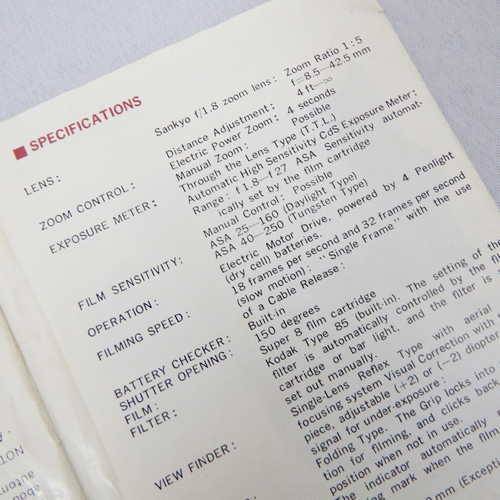 ■ SPECIFICATIONS
LENS: Sankyo f/1.8 zoom lens: Zoom Ratio 1:5
f=8.5—42.5 mm
Distance Adjustment: 4 ft—∞
ZOOM CONTROL: Electric Power Zoom: 4 seconds
Manual Zoom: Possible
EXPOSURE METER: Through the Lens Type (T.T.L.)
Automatic High Sensitivity CdS Exposure Meter:
Range: f 1.8—f 27 ASA Sensitivity automat-
ically set by the film cartridge
Manual Control: Possible
FILM SENSITIVITY: ASA 25—160 (Daylight Type)
ASA 40—250 (Tungsten Type)
OPERATION: Electric Motor Drive, powered by 4 Penlight
(dry cell) batteries.
FILMING SPEED: 18 frames per second and 32 frames per second
(slow motion): "Single Frame" with the use
of a Cable Release:
BATTERY CHECKER: Built-in
SHUTTER OPENING: 150 degrees
FILM: Super 8 film cartridge
FILTER: Kodak Type 85 (built-in). The setting of the
filter is automatically controlled by the
cartridge or bar light, and the filter is
set out manually.
VIEW FINDER: Single-Lens Reflex Type with aerial
focusing system Visual Correction with
piece, adjustable (+2) or (−2) diopter
signal for under-exposure:
Folding Type. The Grip locks into
tion for filming, and clicks back
position when not in use.
indicator automatically
ing mark when the film
mm (Excepti